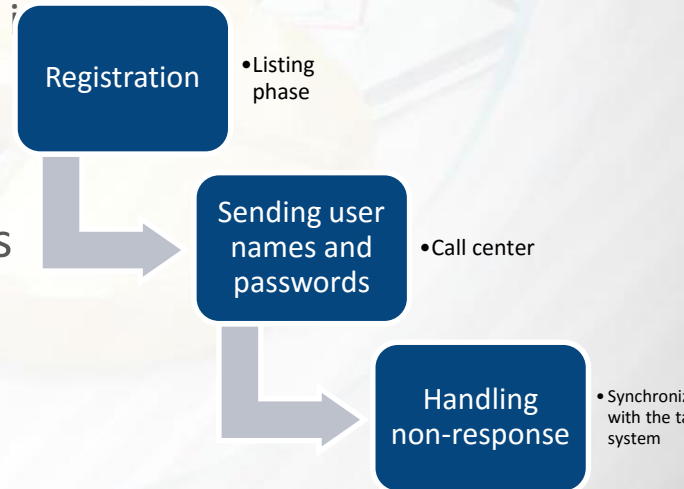 Registration
•Listing
phase
s
Sending user
names and
passwords
•Call center
Handling
non-response
• Synchroniz
with the ta
system